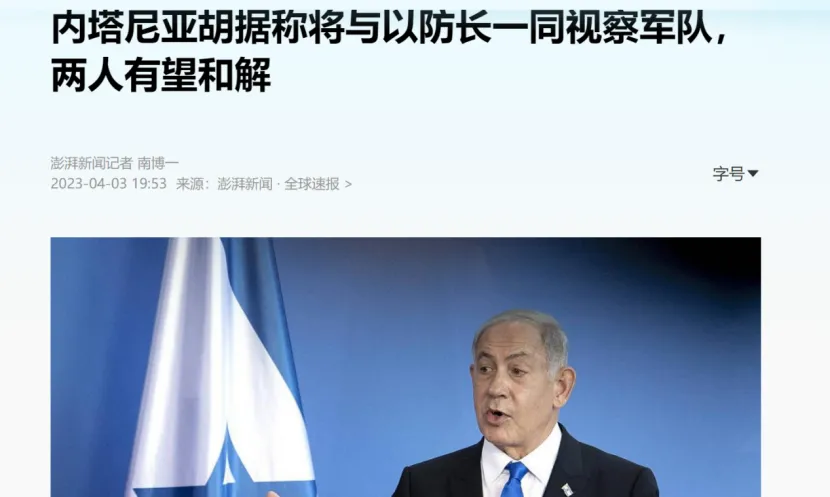 内塔尼亚胡据称将与以防长一同视察军队，
两人有望和解
澎湃新闻记者 南博一
2023-04-03 19:53 来源：澎湃新闻 · 全球速报 >
字号▼